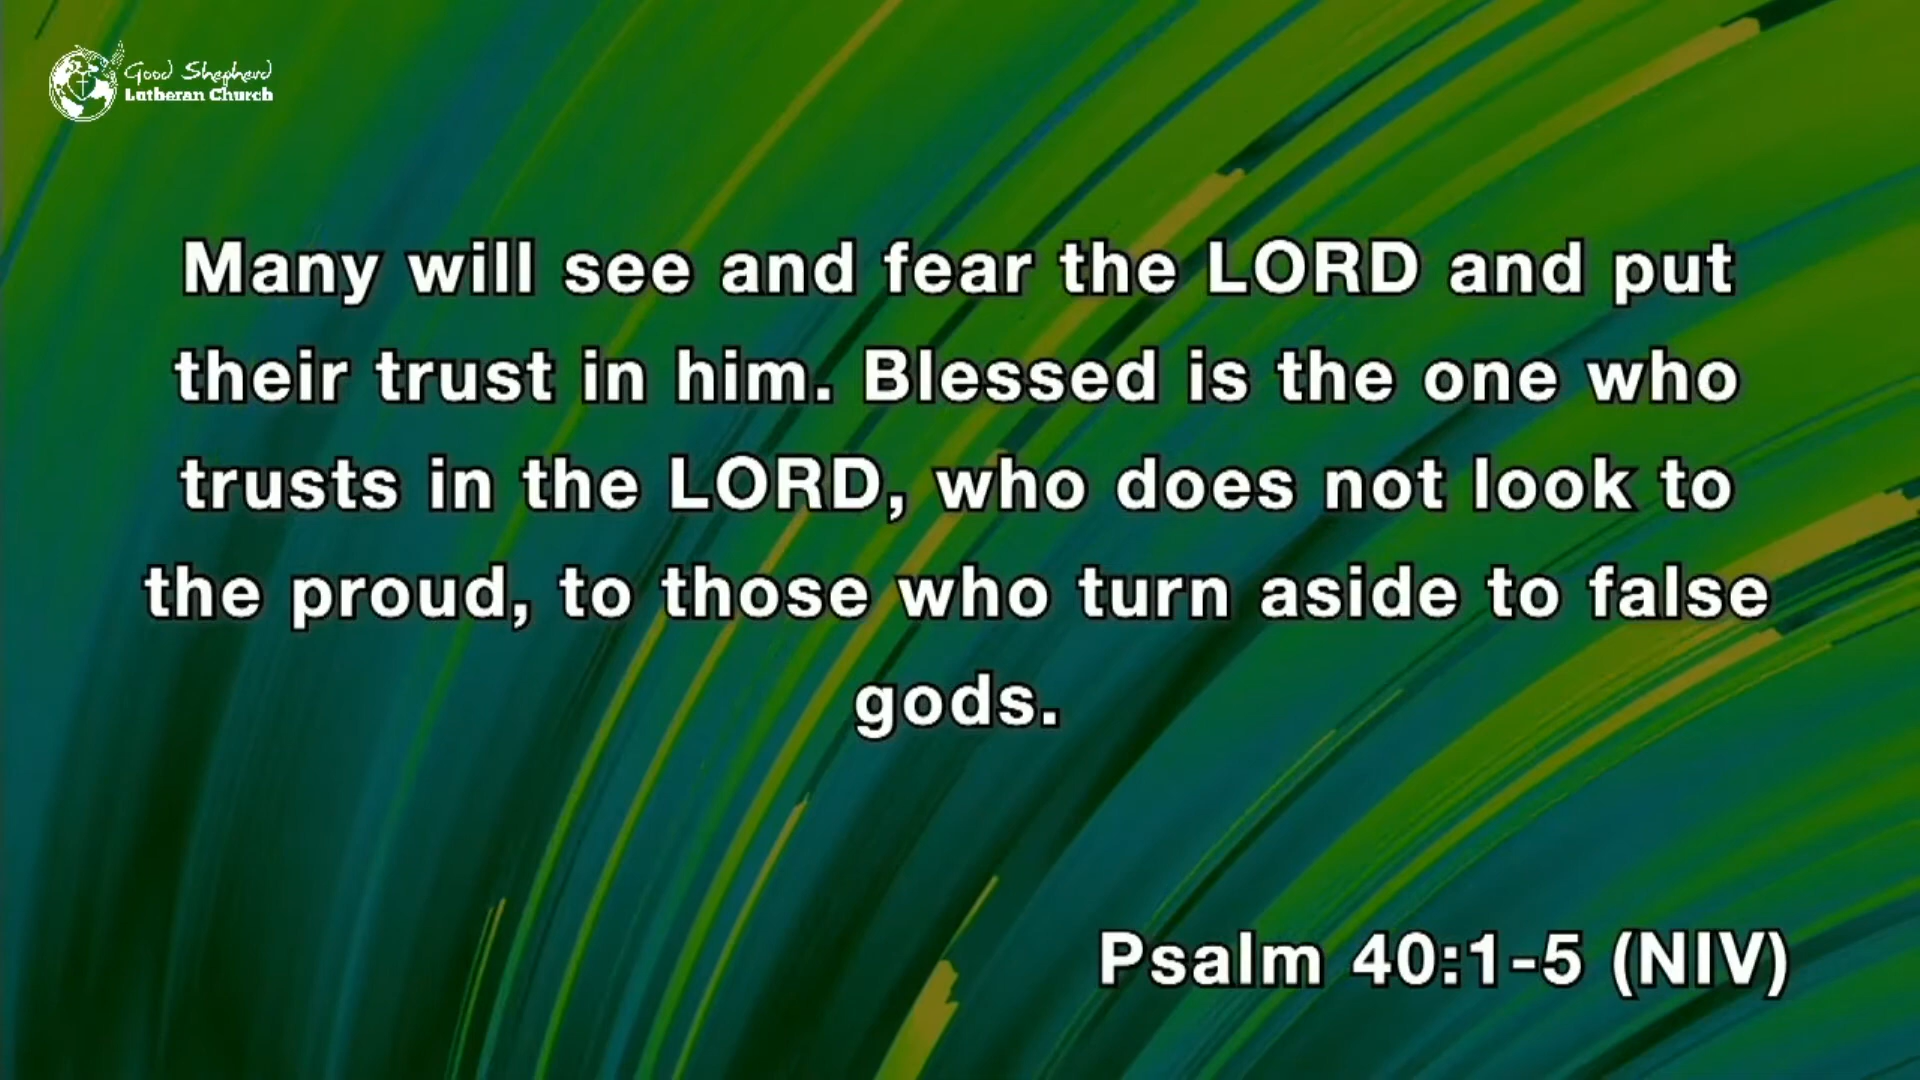 Good Shepherd
Lutheran Church
Many will see and fear the LORD and put
their trust in him. Blessed is the one who
trusts in the LORD, who does not look to
the proud, to those who turn aside to false
gods.
Psalm 40:1-5 (NIV)